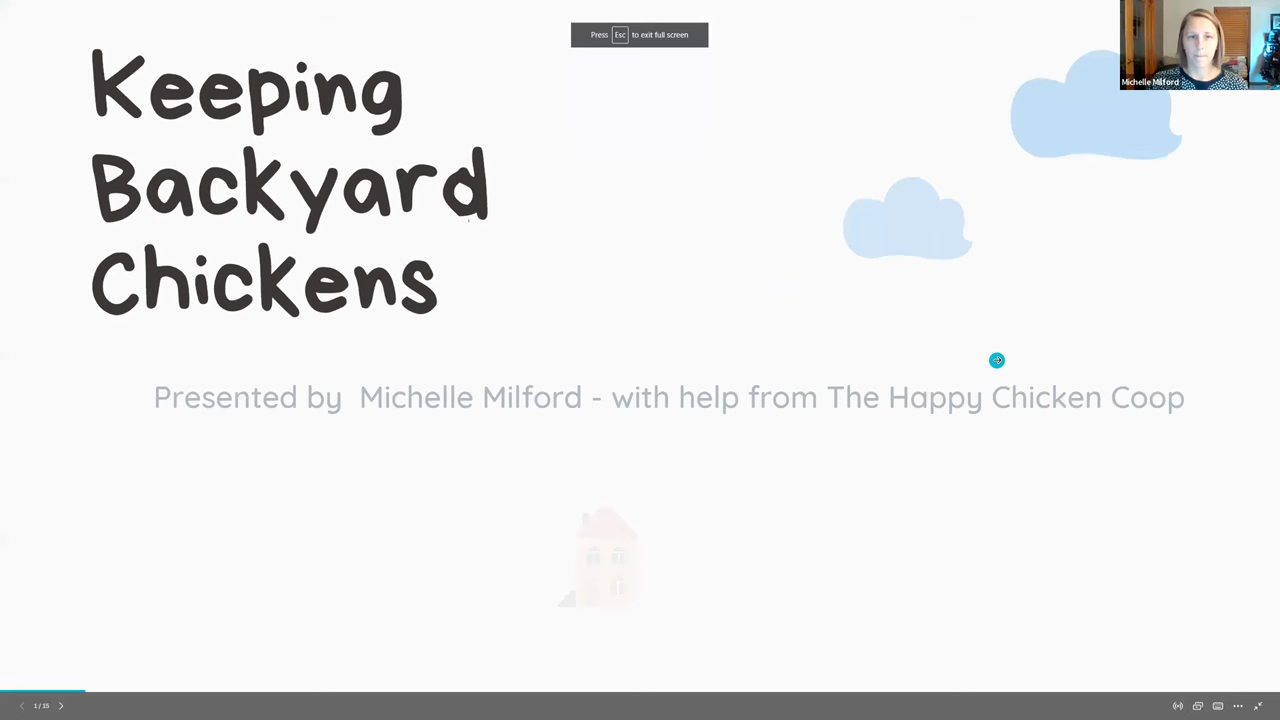 Press Esc to exit full screen
Michelle Milford
Keeping
Backyard
Chickens
Presented by Michelle Milford - with help from The Happy Chicken Coop
1 / 15